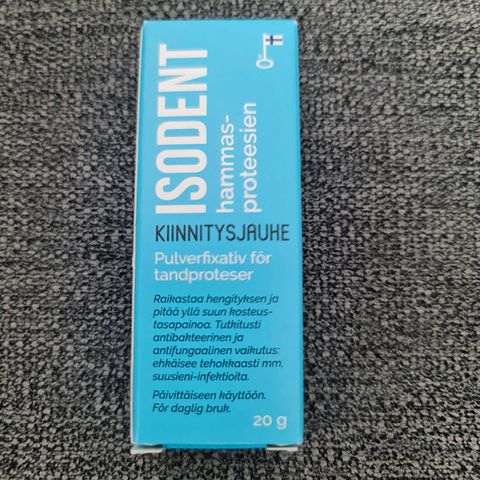 ISODENT
hammas-
proteesien
KIINNITYSJAUHE
Pulverfixativ för
tandproteser
Raikastaa hengityksen ja
pitää yllä suun kosteus-
tasapainoa. Tutkitusti
antibakteerinen ja
antifungaalinen vaikutus:
ehkäisee tehokkaasti mm.
suusieni-infektioita.
Päivittäiseen käyttöön.
För daglig bruk.
20 g